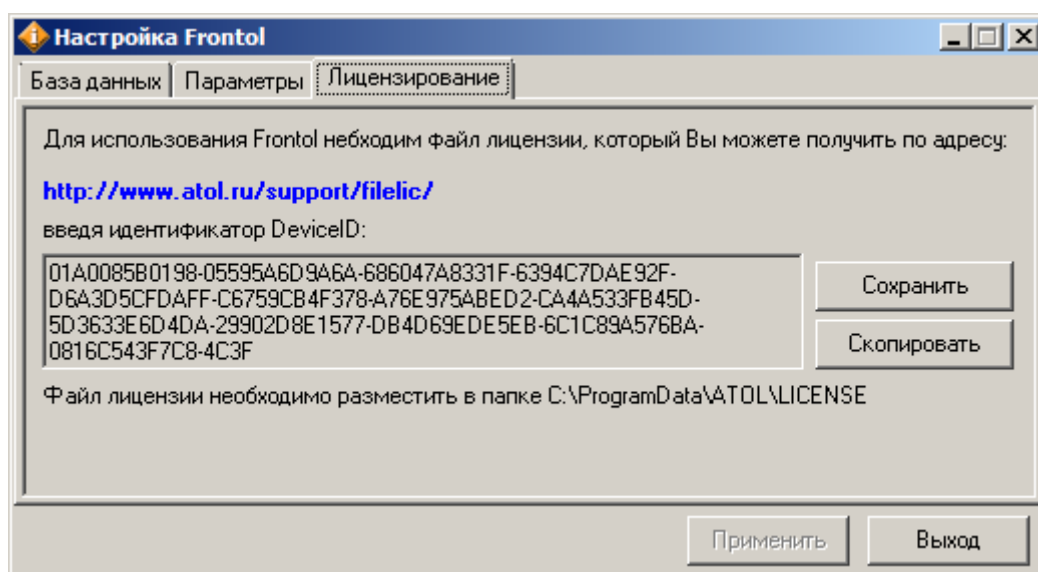 Настройка Frontol
База данных Параметры Лицензирование
Для использования Frontol небходим файл лицензии, который Вы можете получить по адресу:
http://www.atol.ru/support/filelic/
введя идентификатор DeviceID:
01A0085B0198-05595A6D9A6A-686047A8331F-6394C7DAE92F-
D6A3D5CFDAFF-C6759CB4F378-A76E975ABED2-CA4A533FB45D-
5D3633E6D4DA-29902D8E1577-DB4D69EDE5EB-6C1C89A576BA-
0816C543F7C8-4C3F
Сохранить
Скопировать
Файл лицензии необходимо разместить в папке C:\ProgramData\ATOL\LICENSE
Применить Выход